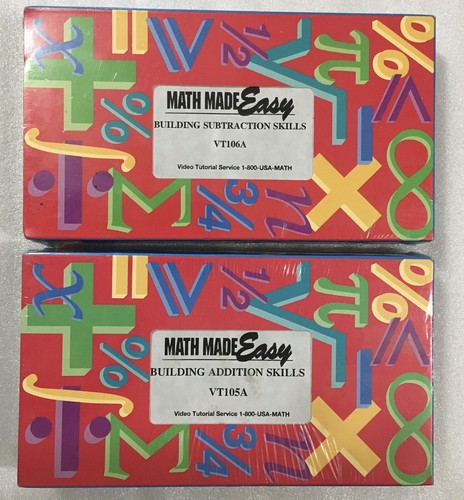 MATH MADE Easy
BUILDING SUBTRACTION SKILLS
VT106A
Video Tutorial Service 1-800-USA-MATH
MATH MADE Easy
BUILDING ADDITION SKILLS
VT105A
Video Tutorial Service 1-800-USA-MATH